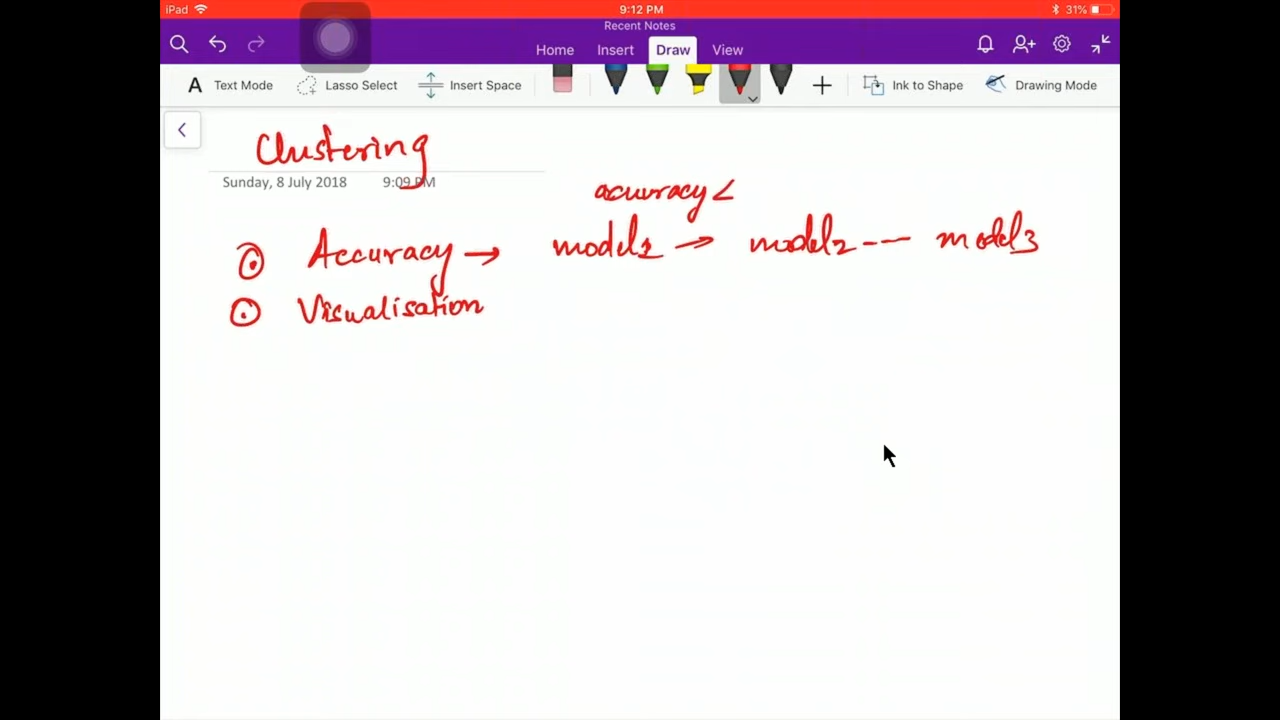 iPad 9:12 PM 31%
Recent Notes
Home Insert Draw View
A Text Mode Lasso Select Insert Space Ink to Shape Drawing Mode
Clustering
Sunday, 8 July 2018 9:09 PM
accuracy <
Accuracy → model1 → model2 --- model3
Visualisation